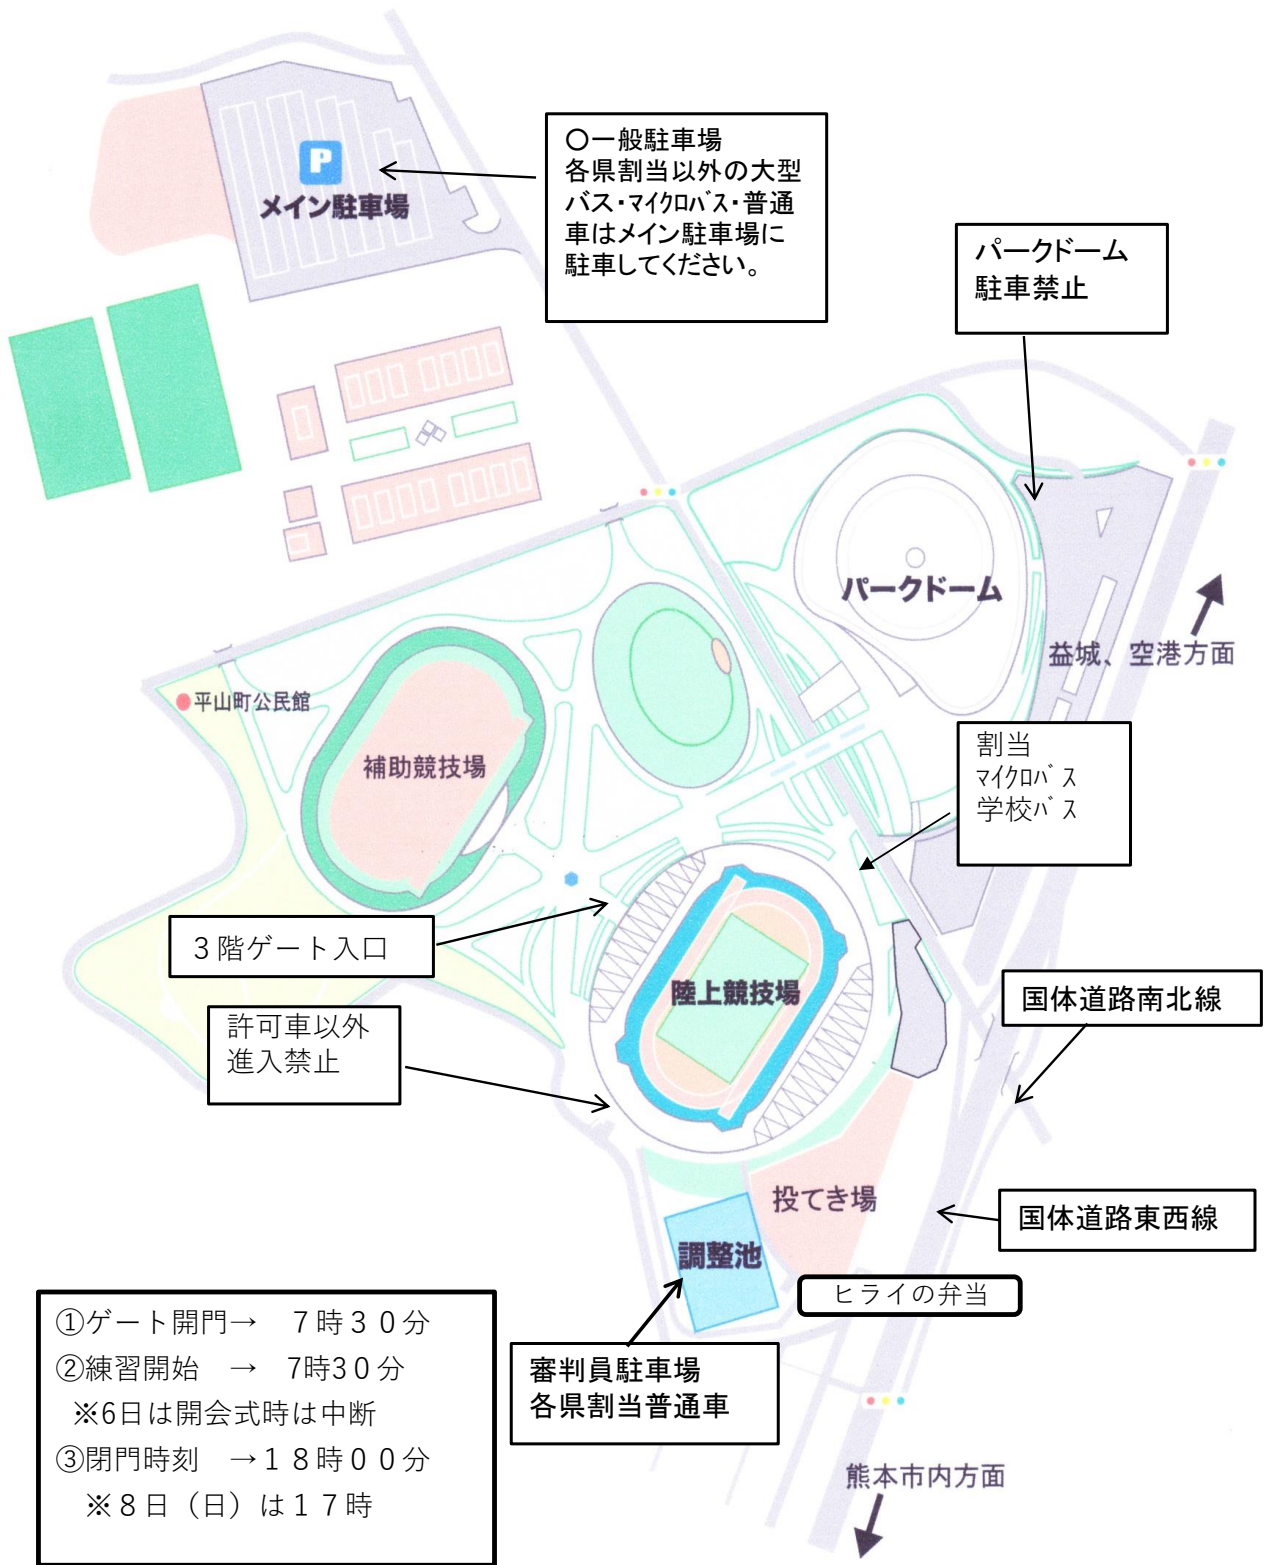 〇一般駐車場
各県割当以外の大型
バス・マイクロバス・普通
車はメイン駐車場に
駐車してください。
P
メイン駐車場
パークドーム
駐車禁止
パークドーム
益城、空港方面
平山町公民館
補助競技場
割当
マイクロバス
学校バス
３階ゲート入口
陸上競技場
国体道路南北線
許可車以外
進入禁止
投てき場
国体道路東西線
調整池
ヒライの弁当
①ゲート開門→　７時３０分
②練習開始　→　7時30分
※6日は開会式時は中断
③閉門時刻　→１８時００分
※８日（日）は１７時
審判員駐車場
各県割当普通車
熊本市内方面